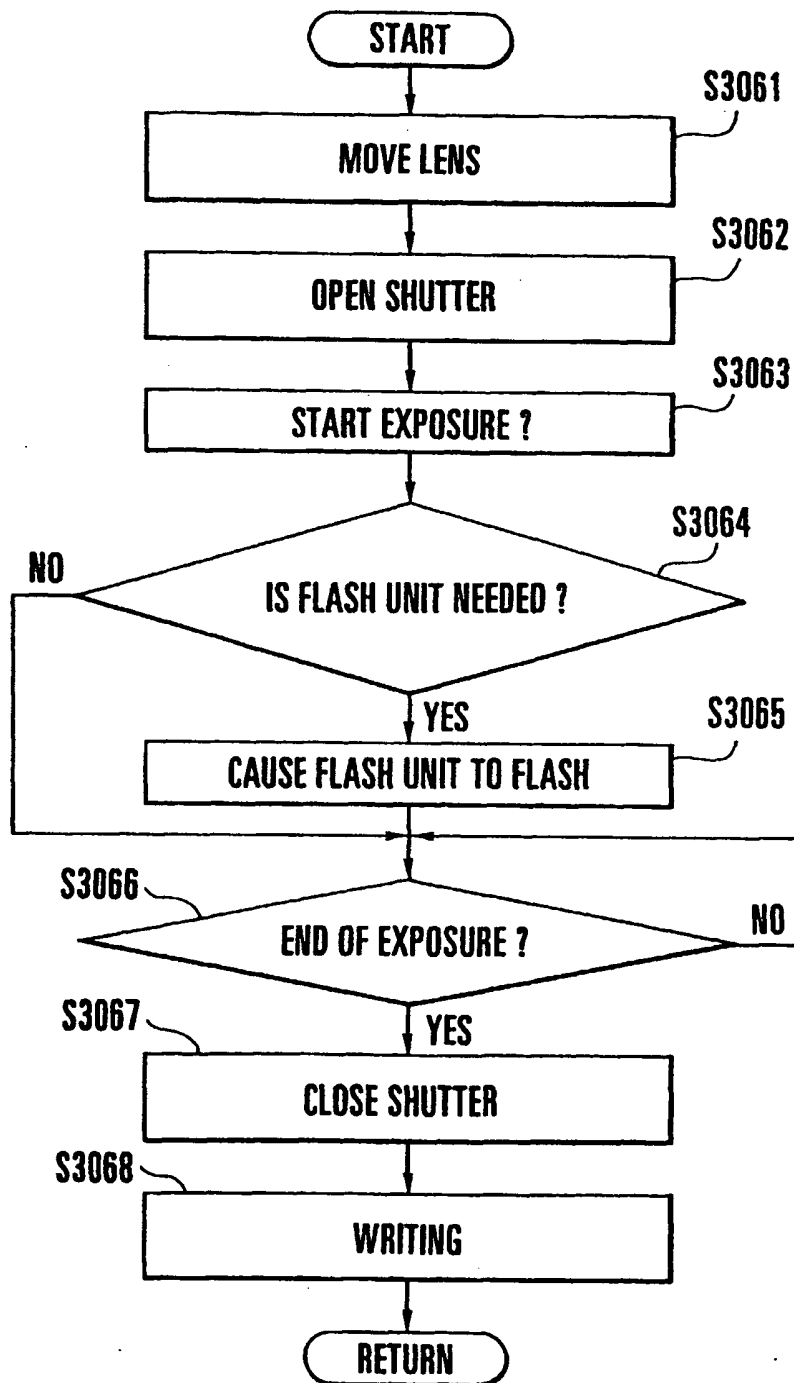 START
S3061
MOVE LENS
S3062
OPEN SHUTTER
S3063
START EXPOSURE ?
S3064
NO
IS FLASH UNIT NEEDED ?
YES
S3065
CAUSE FLASH UNIT TO FLASH
S3066
END OF EXPOSURE ?
NO
YES
S3067
CLOSE SHUTTER
S3068
WRITING
RETURN